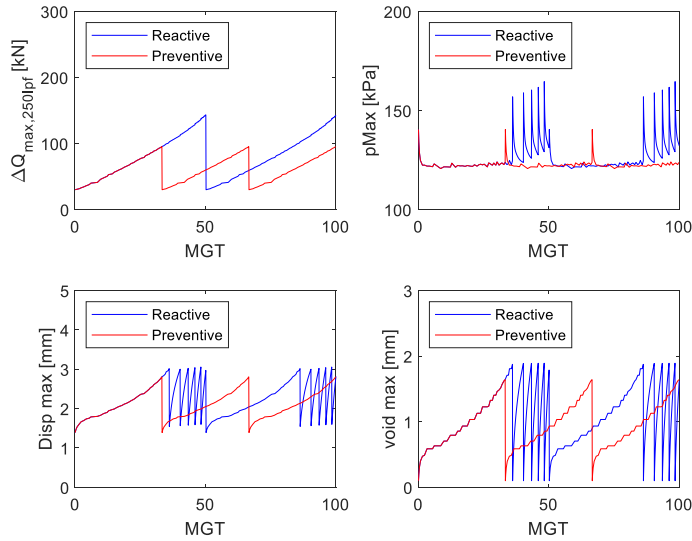 300
200
100
0
ΔQmax,250lpf [kN]
Reactive
Preventive
0
50
100
MGT
200
150
100
pMax [kPa]
Reactive
Preventive
0
50
100
MGT
5
4
3
2
1
0
Disp max [mm]
Reactive
Preventive
0
50
100
MGT
3
2
1
0
void max [mm]
Reactive
Preventive
0
50
100
MGT